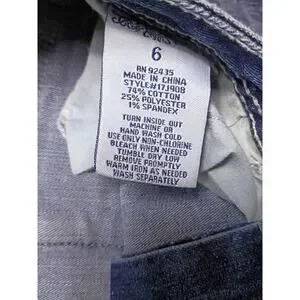 6
RN 92435
MADE IN CHINA
STYLE#17J908
74% COTTON
25% POLYESTER
1% SPANDEX
TURN INSIDE OUT
MACHINE OR
HAND WASH COLD
USE ONLY NON-CHLORINE
BLEACH WHEN NEEDED
TUMBLE DRY LOW
REMOVE PROMPTLY
WARM IRON AS NEEDED
WASH SEPARATELY